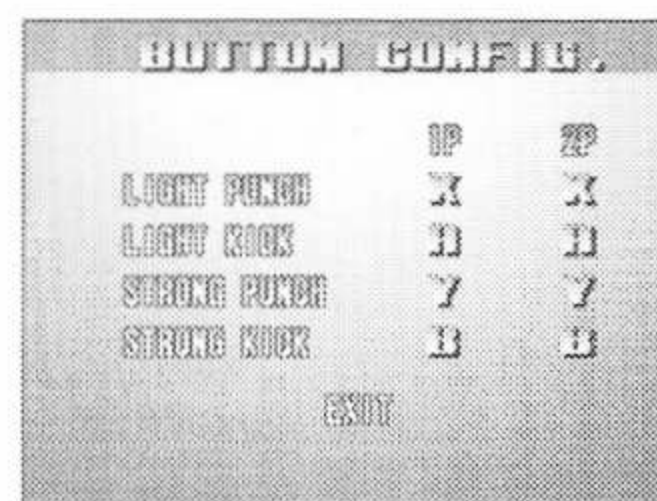 BUTTON CONFIG.
1P 2P
LIGHT PUNCH X X
LIGHT KICK A A
STRONG PUNCH Y Y
STRONG KICK B B
EXIT